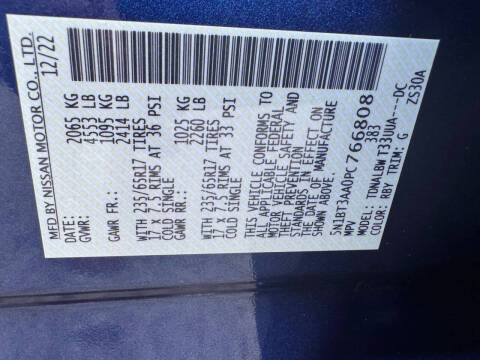 MFD BY NISSAN MOTOR CO., LTD.
DATE: 12/22
GVWR: 2065 KG
4553 LB
GAWR FR.: 1095 KG
2414 LB
WITH 235/65R17 TIRES
17 X 7.5 RIMS AT 36 PSI
COLD SINGLE
GAWR RR.: 1025 KG
2260 LB
WITH 235/65R17 TIRES
17 X 7.5 RIMS AT 33 PSI
COLD SINGLE
THIS VEHICLE CONFORMS TO
ALL APPLICABLE FEDERAL
MOTOR VEHICLE SAFETY AND
THEFT PREVENTION
STANDARDS IN EFFECT
ON DATE OF MANUFACTURE
SHOWN ABOVE.
5N1BT3AA0PC766808
MPV 383
MODEL: TDNALBWT33UUA---DC
COLOR: RBY TRIM: G ZS30A